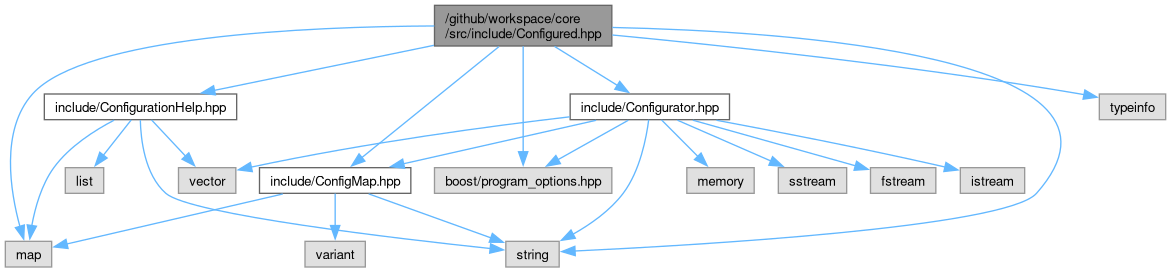 /github/workspace/core
/src/include/Configured.hpp
include/ConfigurationHelp.hpp
include/Configurator.hpp
typeinfo
list
vector
include/ConfigMap.hpp
boost/program_options.hpp
memory
sstream
fstream
istream
map
variant
string